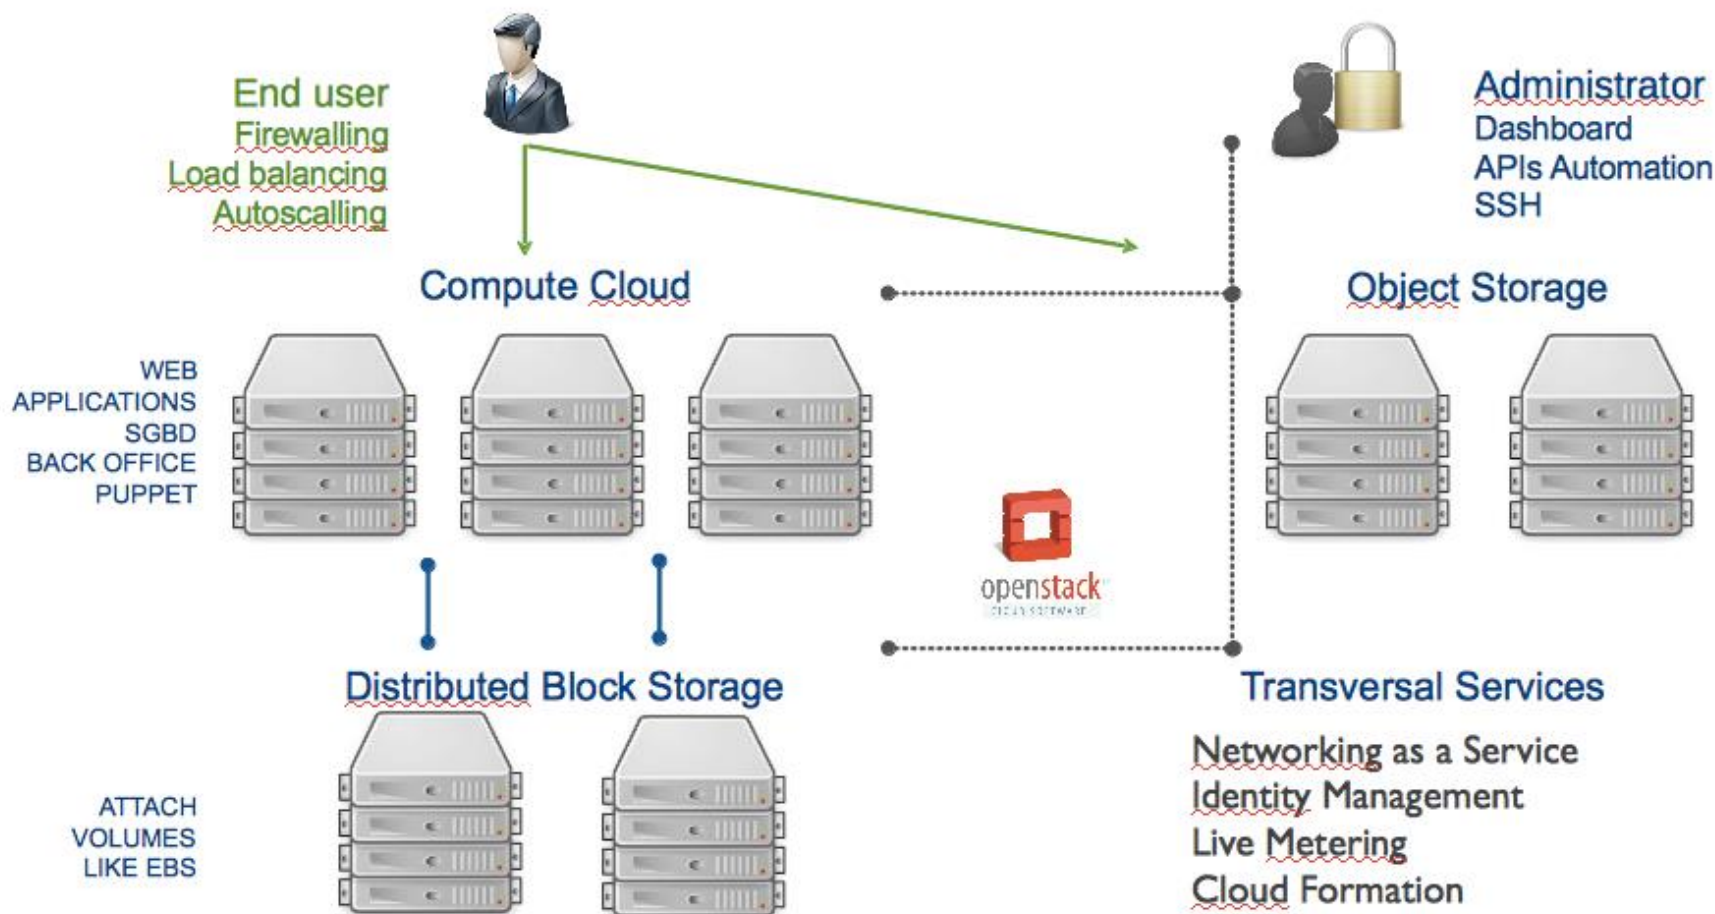 End user
Firewalling
Load balancing
Autoscalling
Administrator
Dashboard
APIs Automation
SSH
Compute Cloud
Object Storage
WEB
APPLICATIONS
SGBD
BACK OFFICE
PUPPET
openstack
CLOUD SOFTWARE
Distributed Block Storage
Transversal Services
ATTACH
VOLUMES
LIKE EBS
Networking as a Service
Identity Management
Live Metering
Cloud Formation